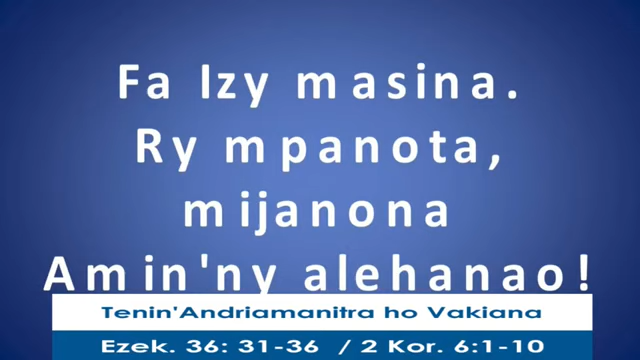 Fa Izy masina.
Ry mpanota,
mijanona
Amin'ny alehanao!
Tenin'Andriamanitra ho Vakiana
Ezek. 36: 31-36 / 2 Kor. 6:1-10